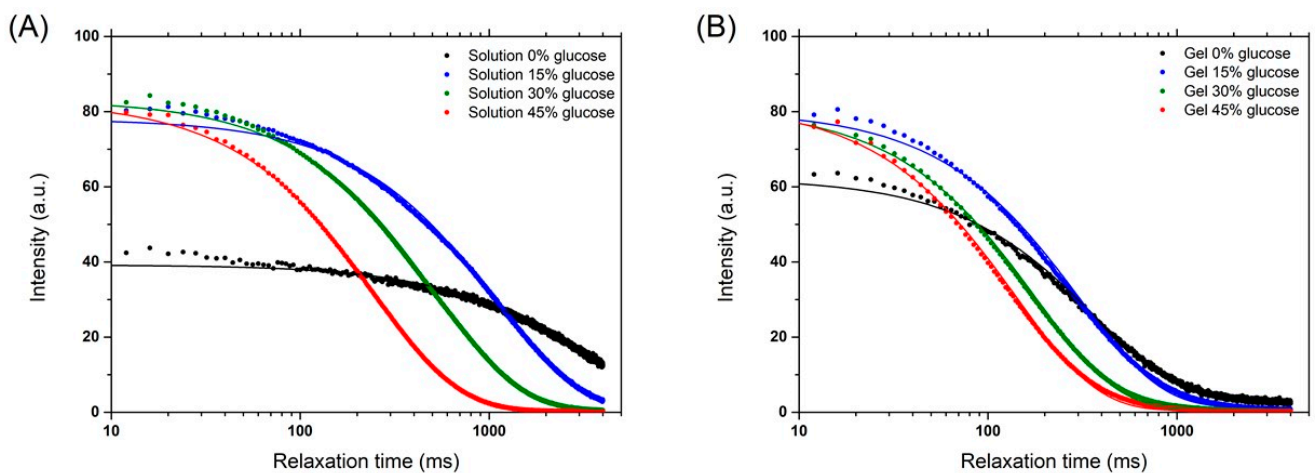 (A)
100
80
60
40
20
0
Intensity (a.u.)
Solution 0% glucose
Solution 15% glucose
Solution 30% glucose
Solution 45% glucose
10
100
1000
Relaxation time (ms)
(B)
100
80
60
40
20
0
Intensity (a.u.)
Gel 0% glucose
Gel 15% glucose
Gel 30% glucose
Gel 45% glucose
10
100
1000
Relaxation time (ms)